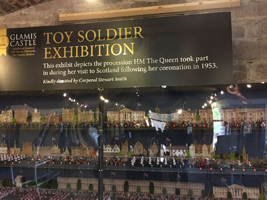 GLAMIS
CASTLE
TOY SOLDIER
EXHIBITION
This exhibit depicts the procession HM The Queen took part
in during her visit to Scotland following her coronation in 1953.
Kindly donated by Corporal Stewart Smith